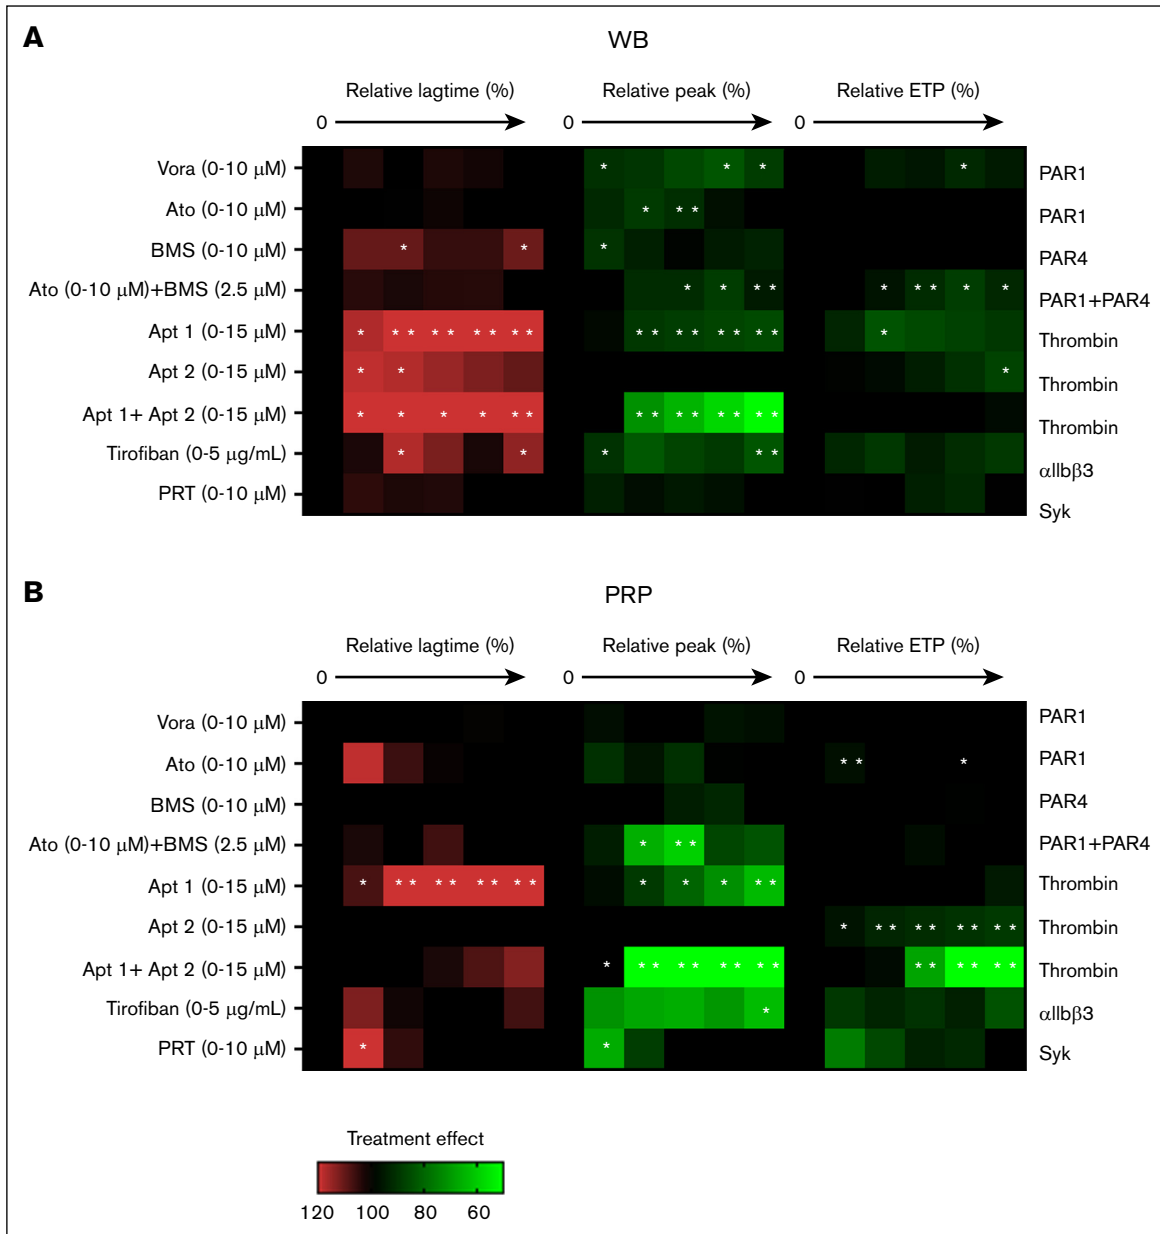 A
WB
Relative lagtime (%) Relative peak (%) Relative ETP (%)
0 0 0
Vora (0-10 μM) * * * * PAR1
Ato (0-10 μM) * ** PAR1
BMS (0-10 μM) * * * PAR4
Ato (0-10 μM)+BMS (2.5 μM) * * ** * ** * * PAR1+PAR4
Apt 1 (0-15 μM) * ** ** ** ** ** ** ** ** * Thrombin
Apt 2 (0-15 μM) * * * Thrombin
Apt 1+ Apt 2 (0-15 μM) * * * * ** ** ** ** ** Thrombin
Tirofiban (0-5 μg/mL) * * * ** αIIbβ3
PRT (0-10 μM) Syk
B
PRP
Relative lagtime (%) Relative peak (%) Relative ETP (%)
0 0 0
Vora (0-10 μM) PAR1
Ato (0-10 μM) ** * PAR1
BMS (0-10 μM) PAR4
Ato (0-10 μM)+BMS (2.5 μM) * ** PAR1+PAR4
Apt 1 (0-15 μM) * ** ** ** ** * * * ** Thrombin
Apt 2 (0-15 μM) * ** ** ** ** Thrombin
Apt 1+ Apt 2 (0-15 μM) * ** ** ** ** ** ** ** Thrombin
Tirofiban (0-5 μg/mL) * αIIbβ3
PRT (0-10 μM) * * Syk
Treatment effect
120 100 80 60